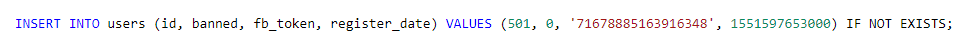 INSERT INTO users (id, banned, fb_token, register_date) VALUES (501, 0, '71678885163916348', 1551597653000) IF NOT EXISTS;